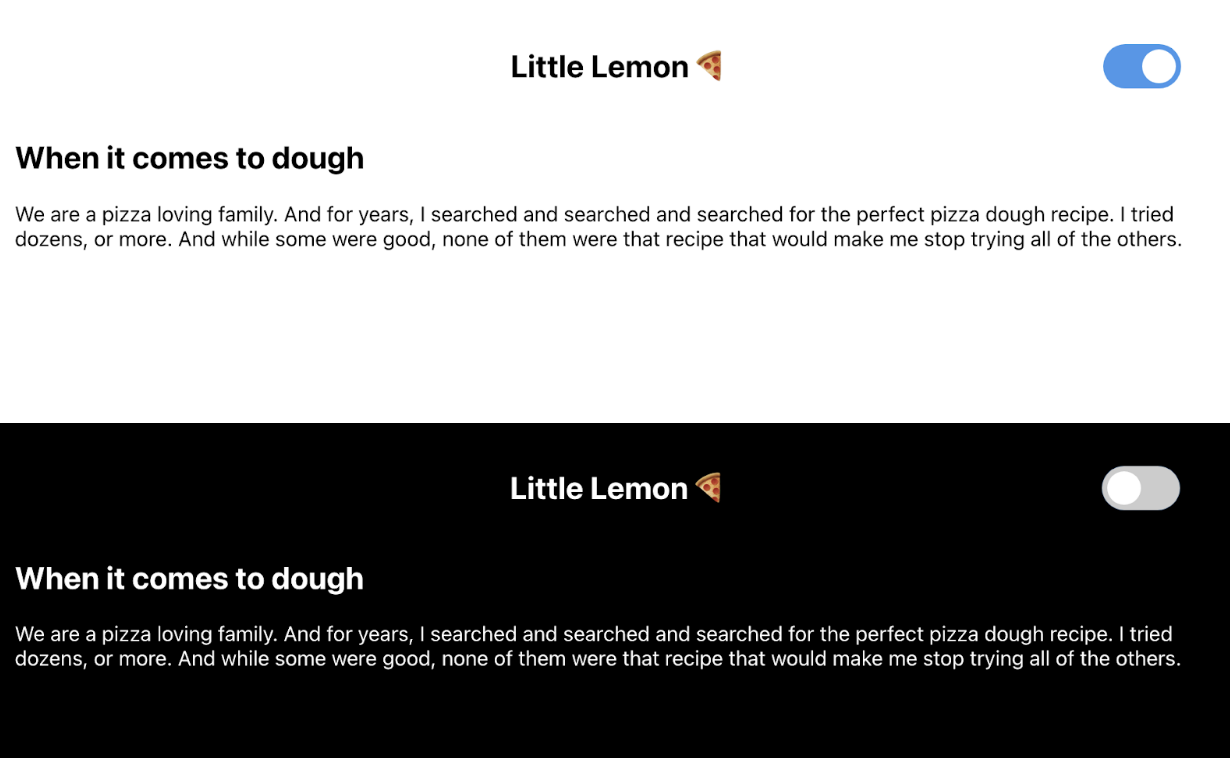 Little Lemon 🍕
When it comes to dough
We are a pizza loving family. And for years, I searched and searched and searched for the perfect pizza dough recipe. I tried
dozens, or more. And while some were good, none of them were that recipe that would make me stop trying all of the others.
Little Lemon 🍕
When it comes to dough
We are a pizza loving family. And for years, I searched and searched and searched for the perfect pizza dough recipe. I tried
dozens, or more. And while some were good, none of them were that recipe that would make me stop trying all of the others.